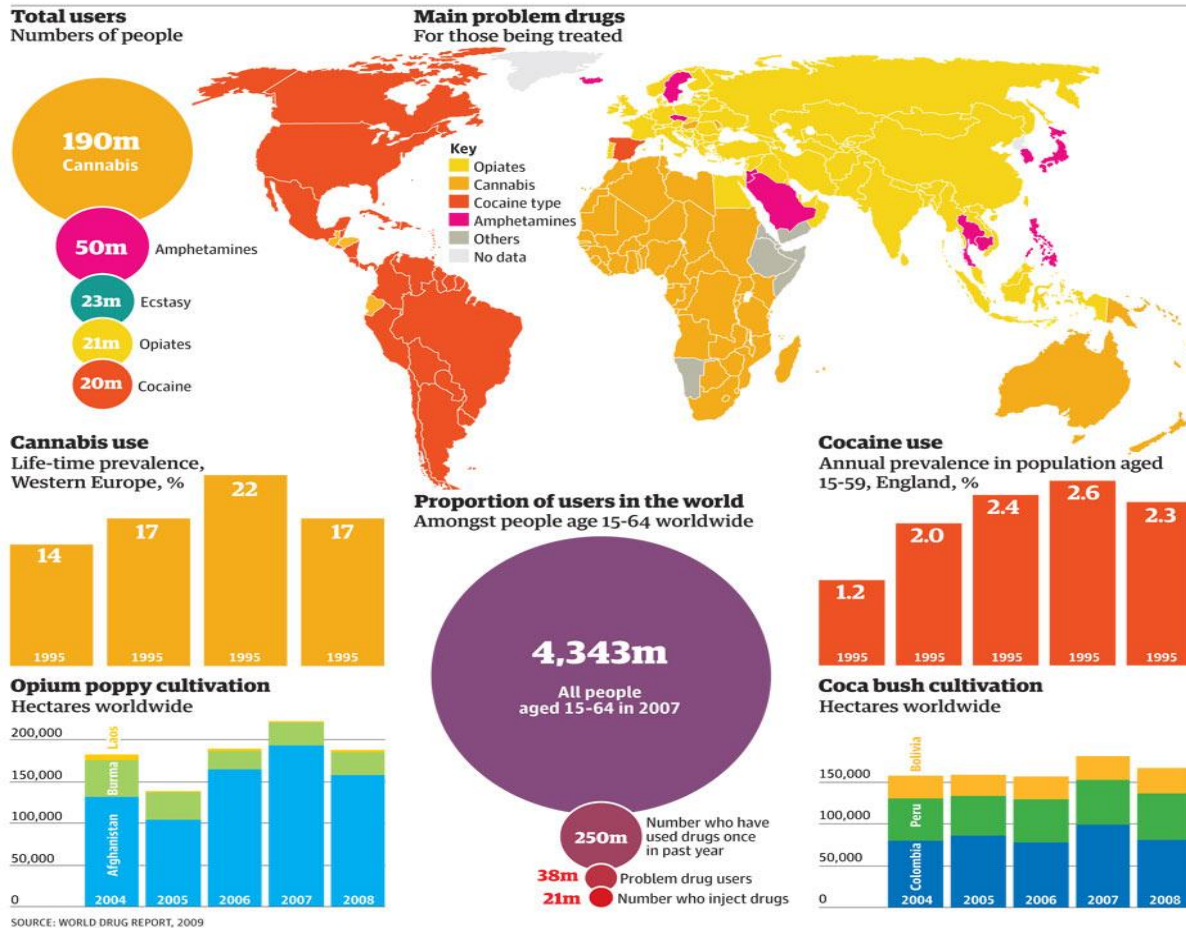 Total users
Numbers of people
190m
Cannabis
50m
Amphetamines
23m
Ecstasy
21m
Opiates
20m
Cocaine
Main problem drugs
For those being treated
Key
Opiates
Cannabis
Cocaine type
Amphetamines
Others
No data
Cannabis use
Life-time prevalence,
Western Europe, %
14
17
22
17
1995
1995
1995
1995
Proportion of users in the world
Amongst people age 15-64 worldwide
4,343m
All people
aged 15-64 in 2007
250m
Number who have
used drugs once
in past year
38m
Problem drug users
21m
Number who inject drugs
Cocaine use
Annual prevalence in population aged
15-59, England, %
1.2
2.0
2.4
2.6
2.3
1995
1995
1995
1995
1995
Opium poppy cultivation
Hectares worldwide
200,000
150,000
100,000
50,000
0
Laos
Burma
Afghanistan
2004
2005
2006
2007
2008
Coca bush cultivation
Hectares worldwide
150,000
100,000
50,000
0
Bolivia
Peru
Colombia
2004
2005
2006
2007
2008
SOURCE: WORLD DRUG REPORT, 2009